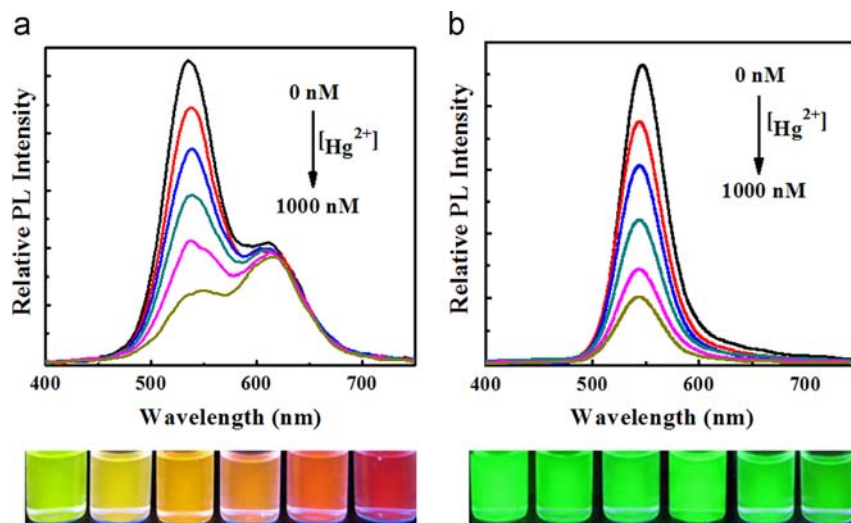 a
Relative PL Intensity
0 nM
[Hg²⁺]
1000 nM
400 500 600 700
Wavelength (nm)
b
Relative PL Intensity
0 nM
[Hg²⁺]
1000 nM
400 500 600 700
Wavelength (nm)